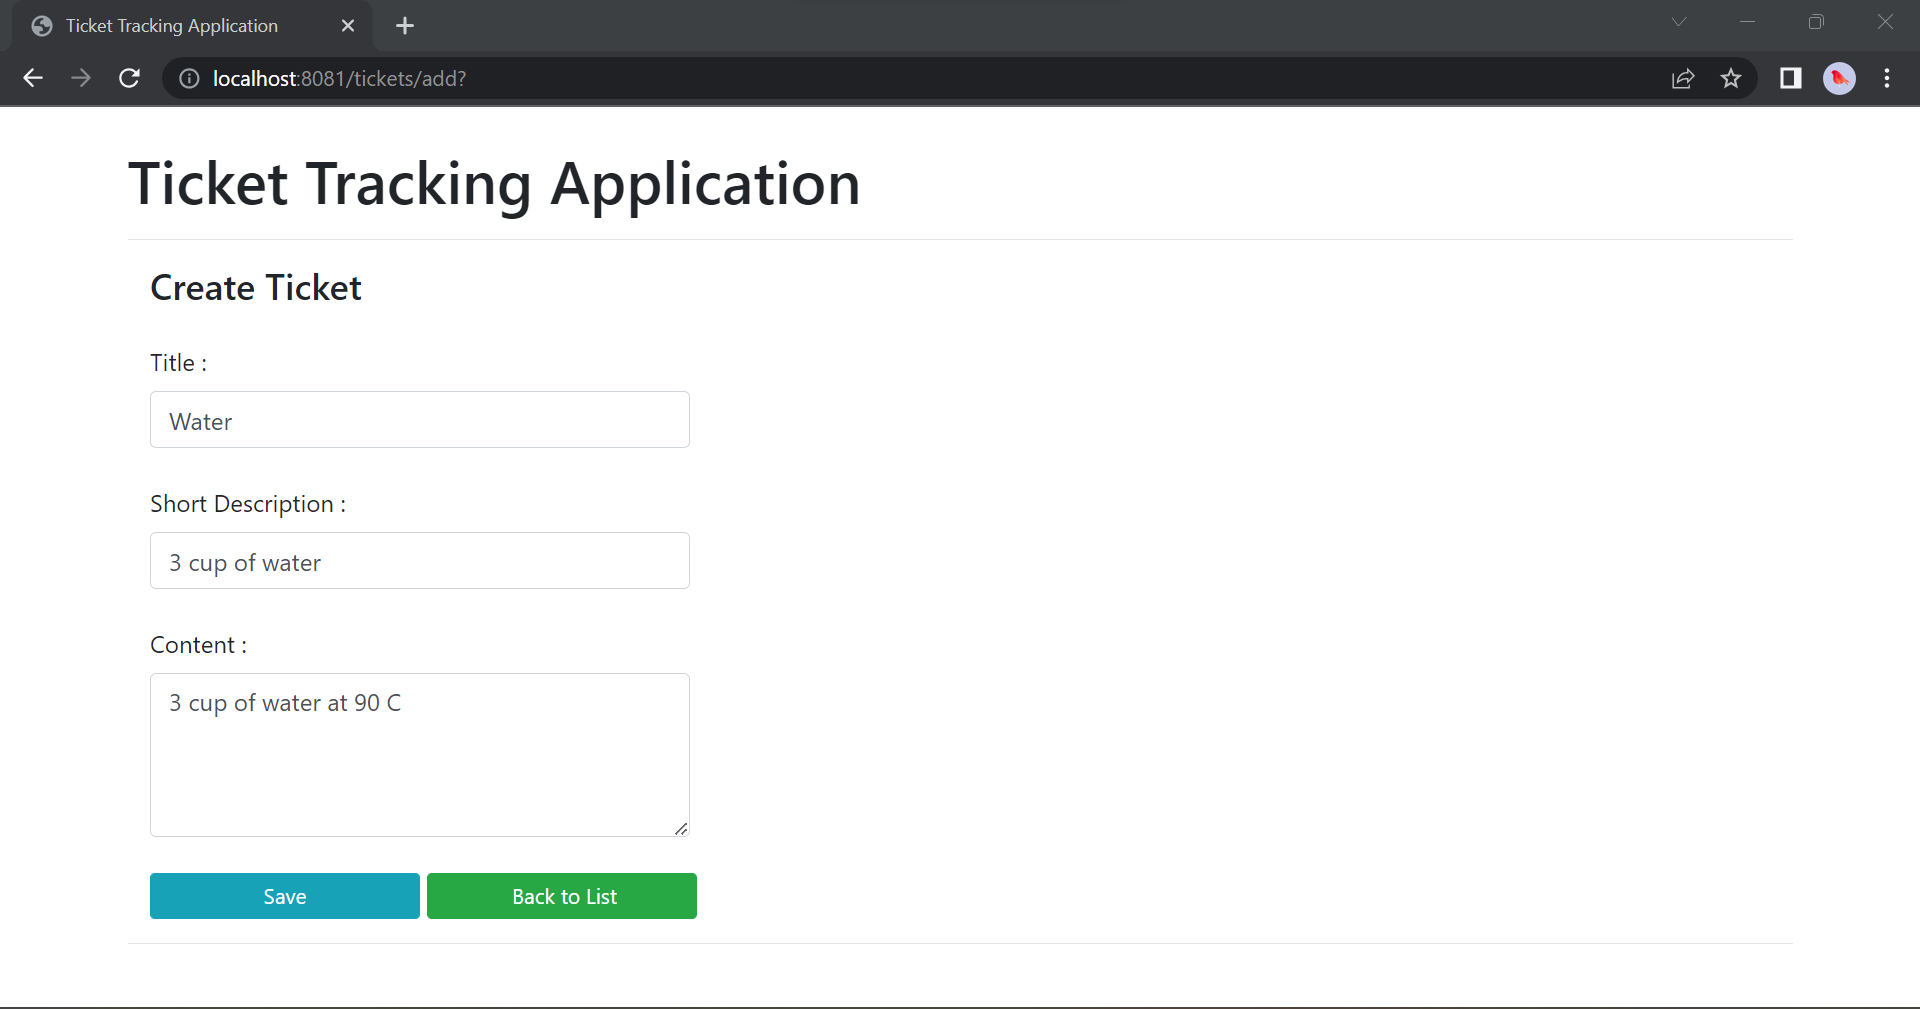 Ticket Tracking Application
localhost:8081/tickets/add?
Ticket Tracking Application
Create Ticket
Title :
Water
Short Description :
3 cup of water
Content :
3 cup of water at 90 C
Save Back to List